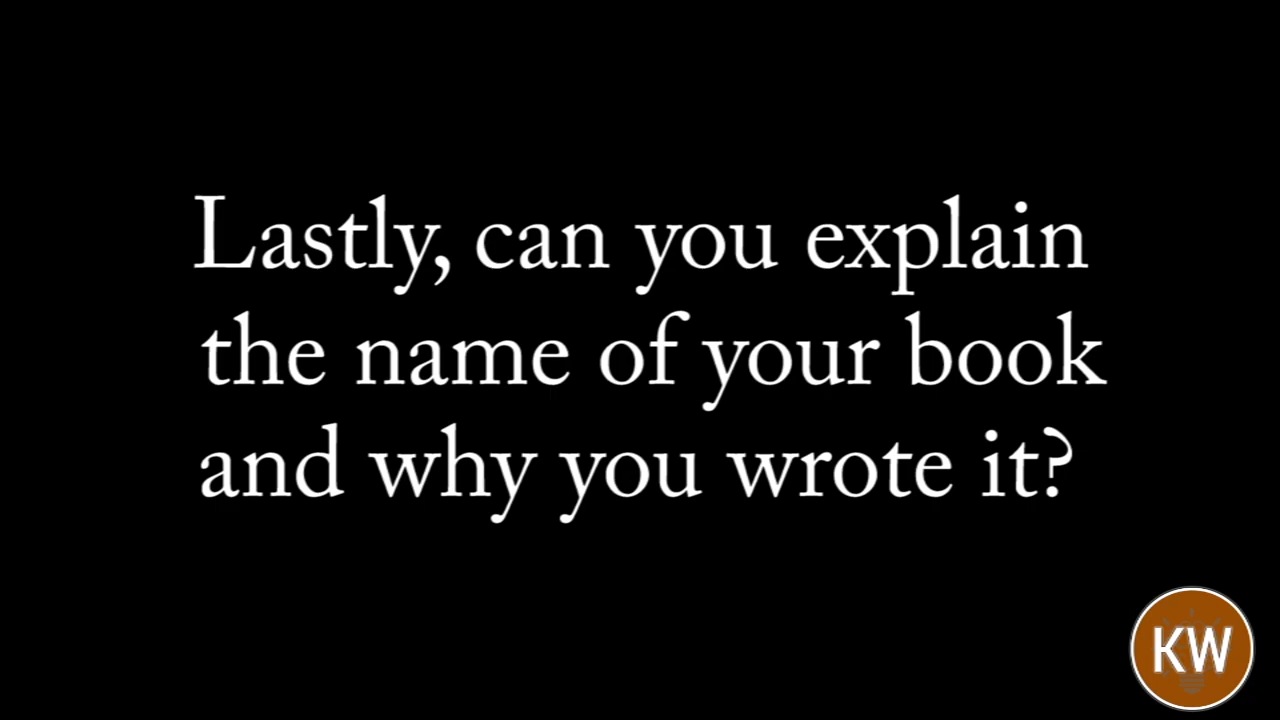 Lastly, can you explain
the name of your book
and why you wrote it?
KW